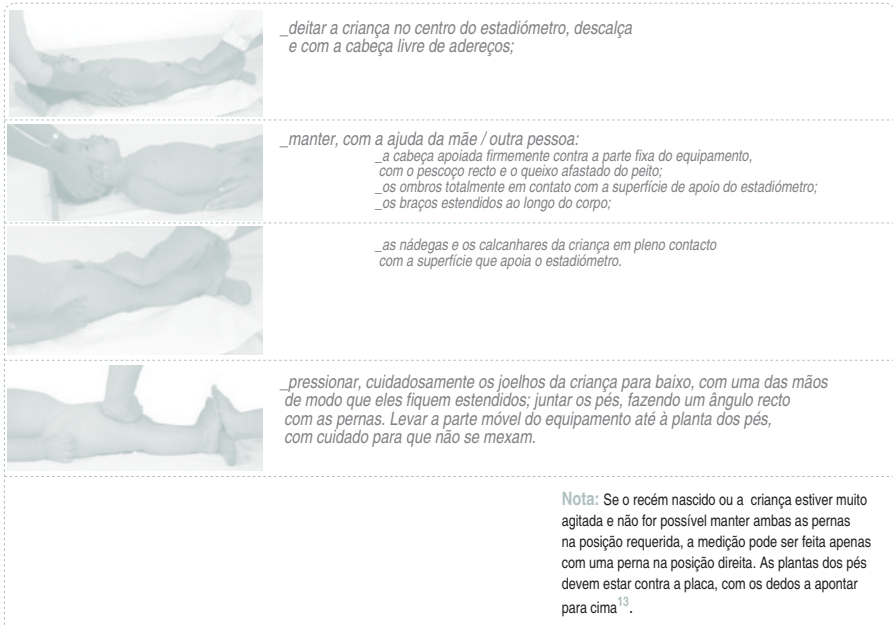 _deitar a criança no centro do estadiómetro, descalça
e com a cabeça livre de adereços;
_manter, com a ajuda da mãe / outra pessoa:
_a cabeça apoiada firmemente contra a parte fixa do equipamento,
com o pescoço recto e o queixo afastado do peito;
_os ombros totalmente em contato com a superfície de apoio do estadiómetro;
_os braços estendidos ao longo do corpo;
_as nádegas e os calcanhares da criança em pleno contacto
com a superfície que apoia o estadiómetro.
_pressionar, cuidadosamente os joelhos da criança para baixo, com uma das mãos
de modo que eles fiquem estendidos; juntar os pés, fazendo um ângulo recto
com as pernas. Levar a parte móvel do equipamento até à planta dos pés,
com cuidado para que não se mexam.
Nota: Se o recém nascido ou a criança estiver muito
agitada e não for possível manter ambas as pernas
na posição requerida, a medição pode ser feita apenas
com uma perna na posição direita. As plantas dos pés
devem estar contra a placa, com os dedos a apontar
para cima13.